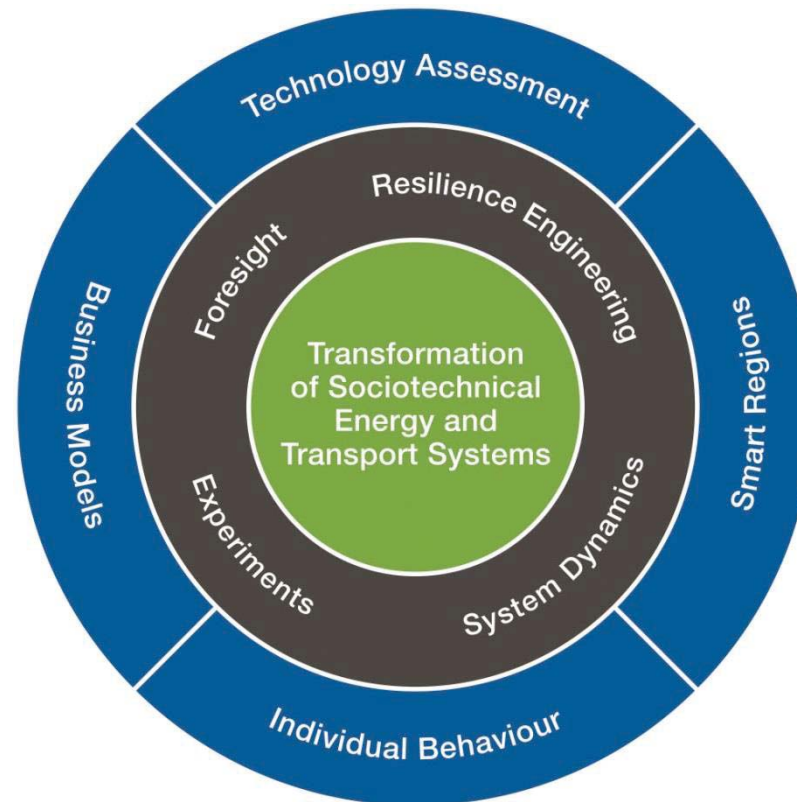 Technology Assessment
Resilience Engineering
Foresight
Business Models
Transformation
of Sociotechnical
Energy and
Transport Systems
Smart Regions
Experiments
System Dynamics
Individual Behaviour